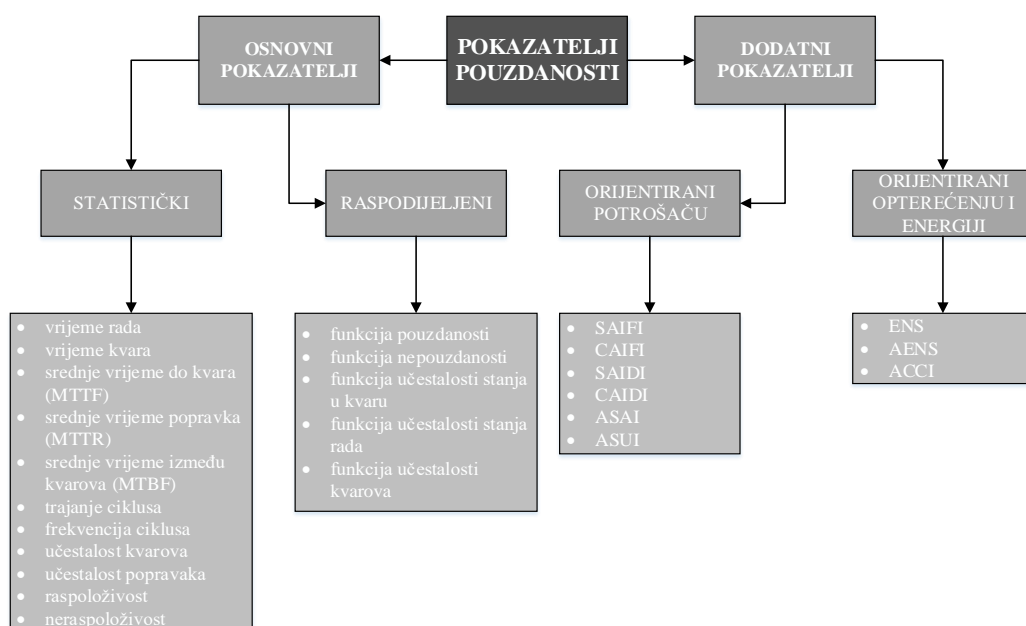 POKAZATELJI
POUZDANOSTI
OSNOVNI
POKAZATELJI
DODATNI
POKAZATELJI
STATISTIČKI
RASPODIJELJENI
ORIJENTIRANI
POTROŠAČU
ORIJENTIRANI
OPTEREĆENJU I
ENERGIJI
• vrijeme rada
• vrijeme kvara
• srednje vrijeme do kvara
(MTTF)
• srednje vrijeme popravka
(MTTR)
• srednje vrijeme između
kvarova (MTBF)
• trajanje ciklusa
• frekvencija ciklusa
• učestalost kvarova
• učestalost popravaka
• raspoloživost
• neraspoloživost
• funkcija pouzdanosti
• funkcija nepouzdanosti
• funkcija učestalosti stanja
u kvaru
• funkcija učestalosti stanja
rada
• funkcija učestalosti
kvarova
• SAIFI
• CAIFI
• SAIDI
• CAIDI
• ASAI
• ASUI
• ENS
• AENS
• ACCI